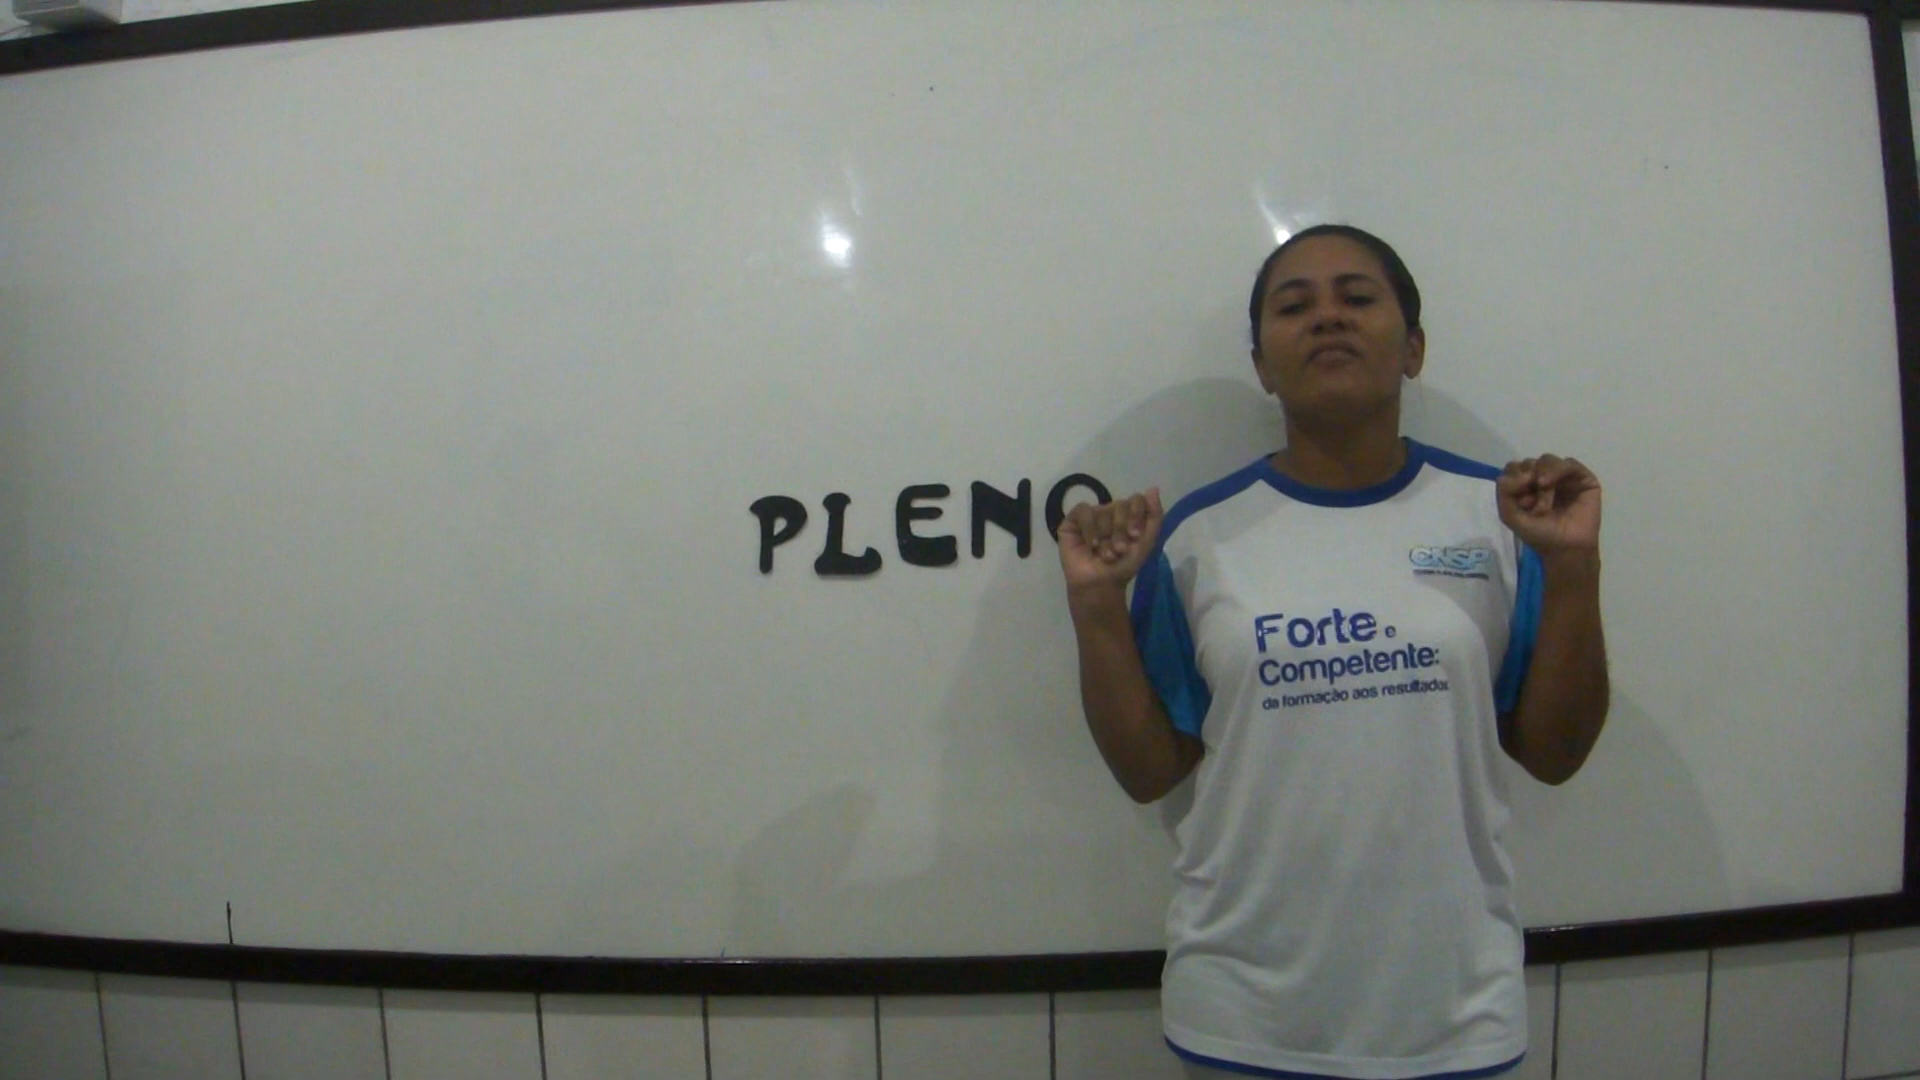 PLENO
CNSP
Forte e
Competente:
da formação aos resultados